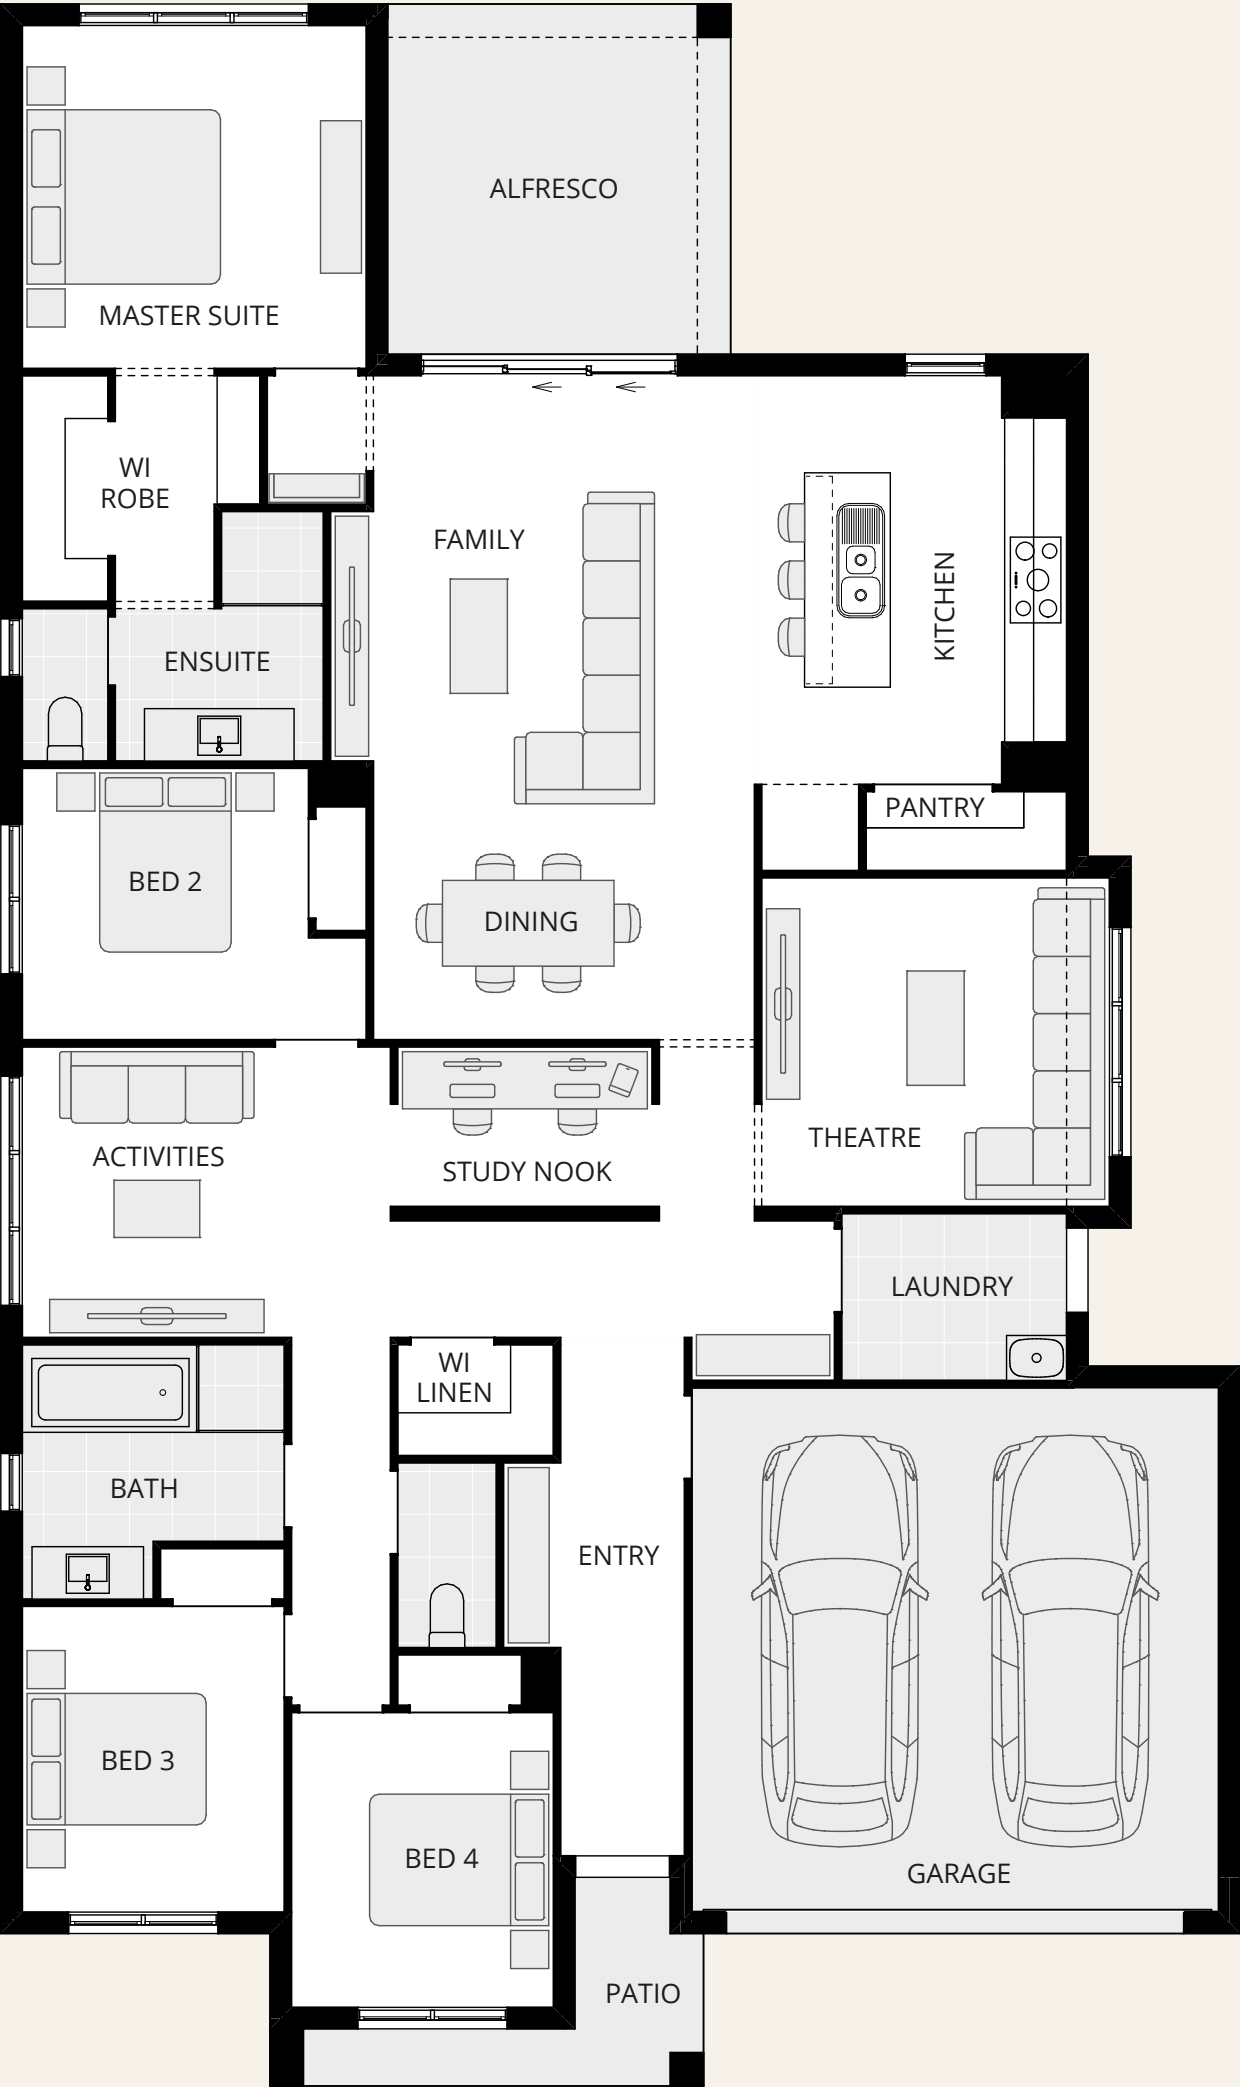 ALFRESCO
MASTER SUITE
WI
ROBE
FAMILY
KITCHEN
ENSUITE
PANTRY
BED 2
DINING
THEATRE
ACTIVITIES
STUDY NOOK
LAUNDRY
WI
LINEN
BATH
ENTRY
BED 3
BED 4
GARAGE
PATIO